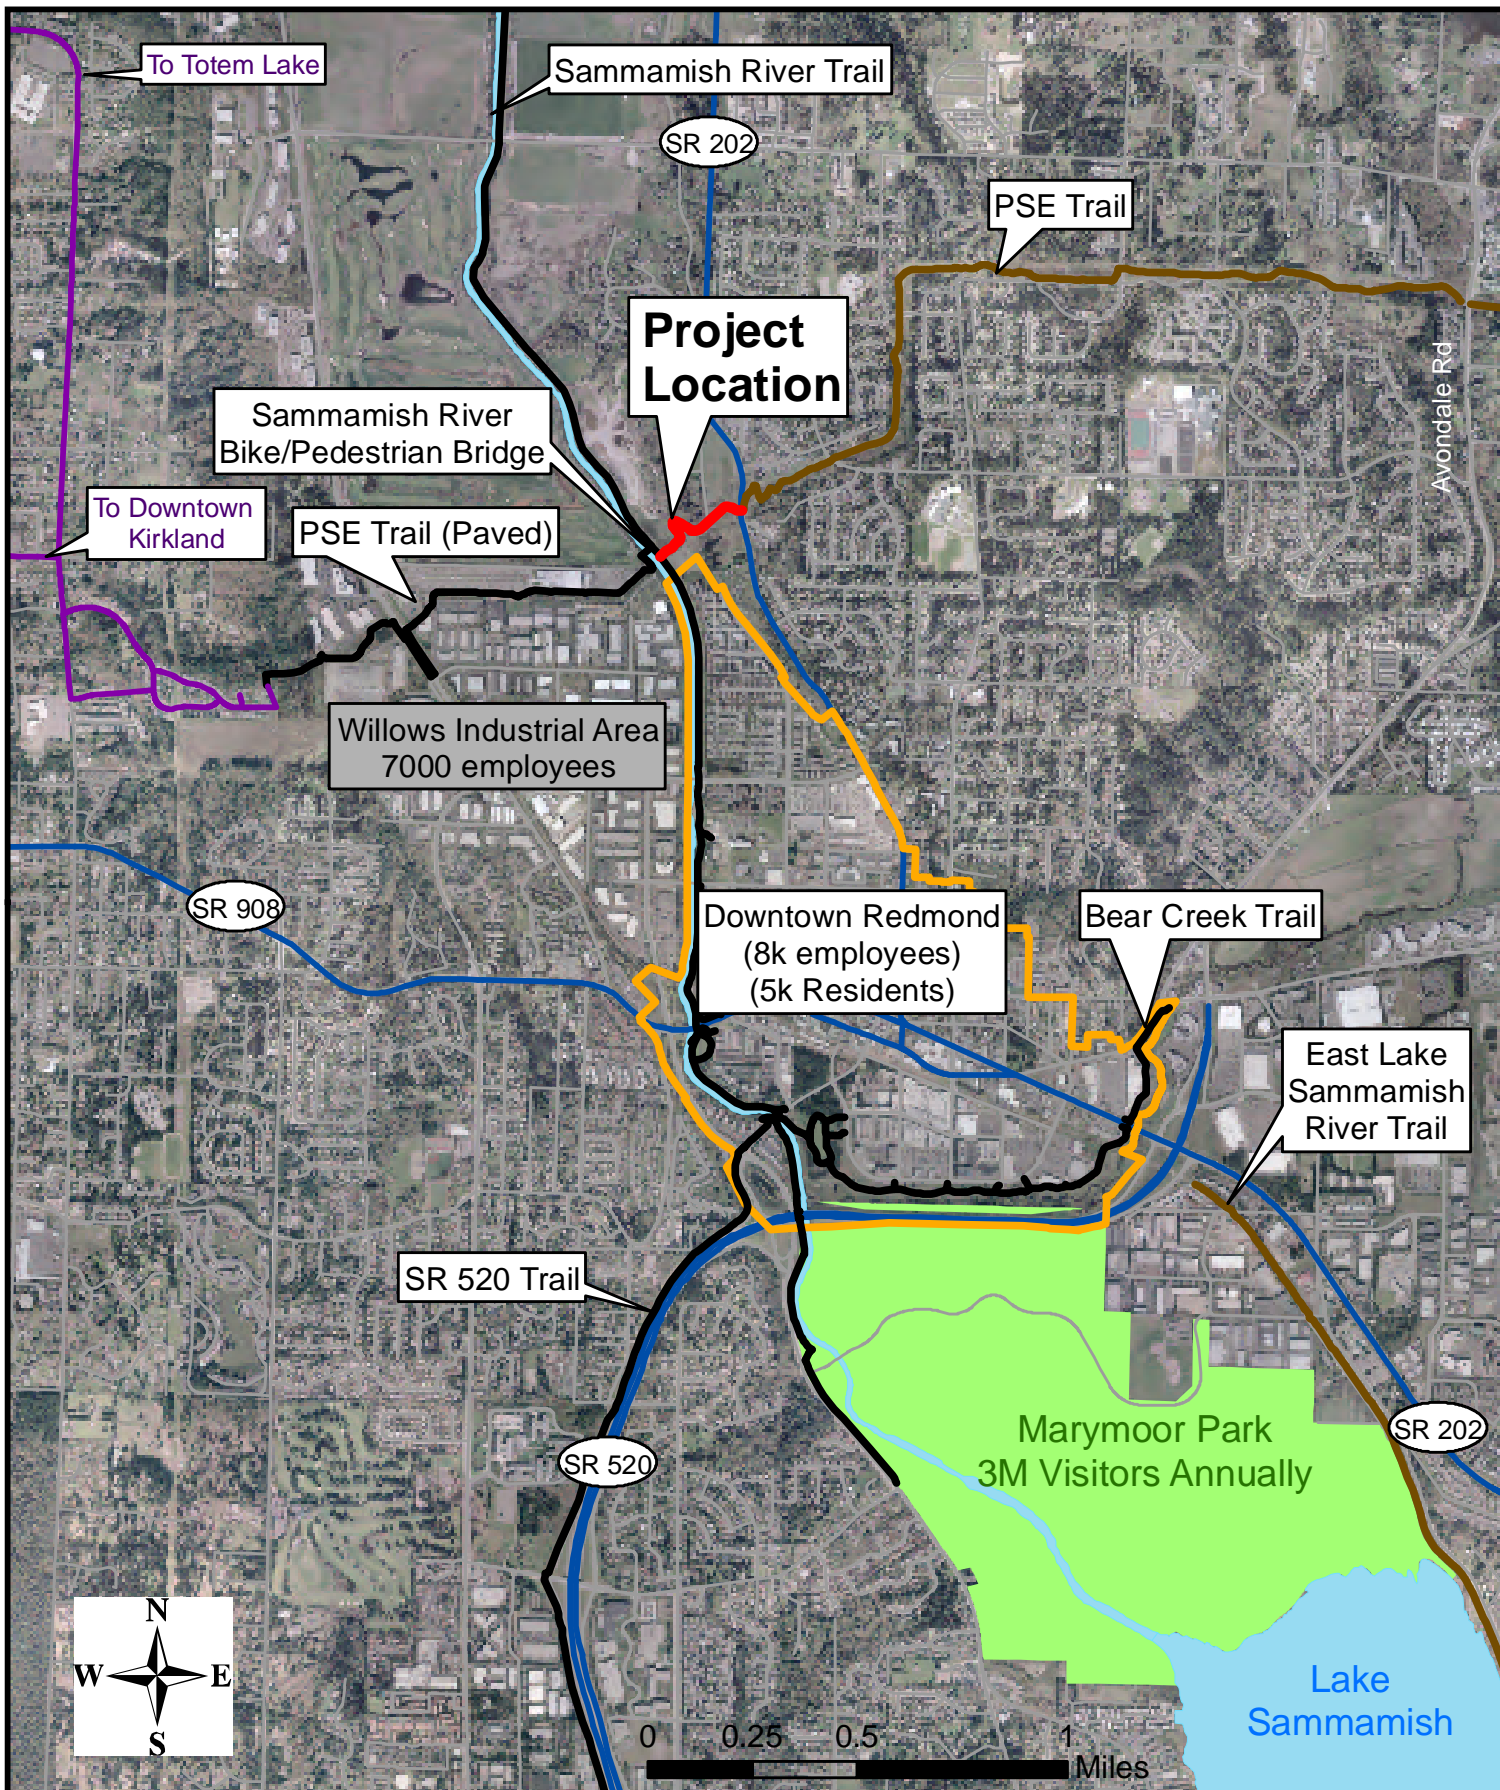 To Totem Lake
Sammamish River Trail
SR 202
PSE Trail
Project
Location
Avondale Rd
Sammamish River
Bike/Pedestrian Bridge
To Downtown
Kirkland
PSE Trail (Paved)
Willows Industrial Area
7000 employees
SR 908
Downtown Redmond
(8k employees)
(5k Residents)
Bear Creek Trail
East Lake
Sammamish
River Trail
SR 520 Trail
Marymoor Park
3M Visitors Annually
SR 202
SR 520
N
W E
S
Lake
Sammamish
0 0.25 0.5 1
Miles